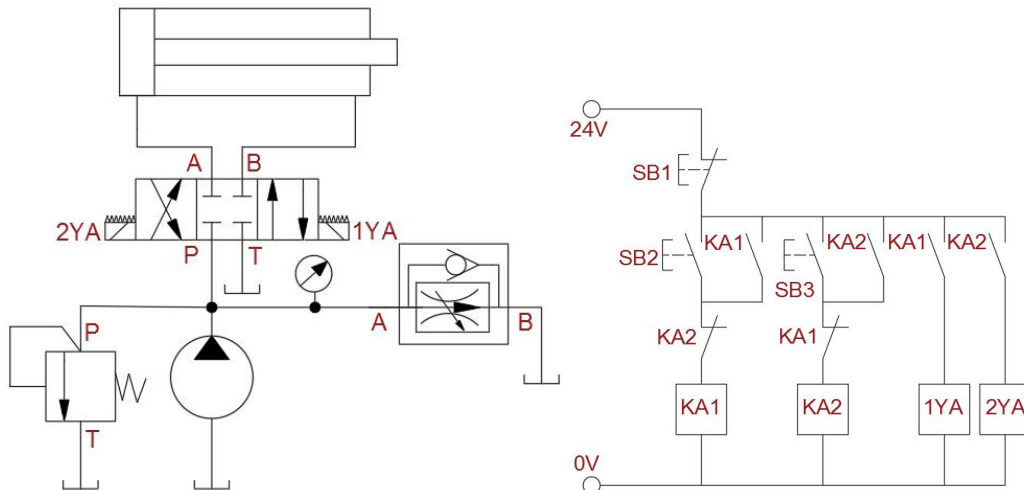 A B
2YA 1YA
P T
A B
P
T
24V
SB1
SB2 KA1 KA2 KA1 KA2
SB3
KA2 KA1
KA1 KA2 1YA 2YA
0V